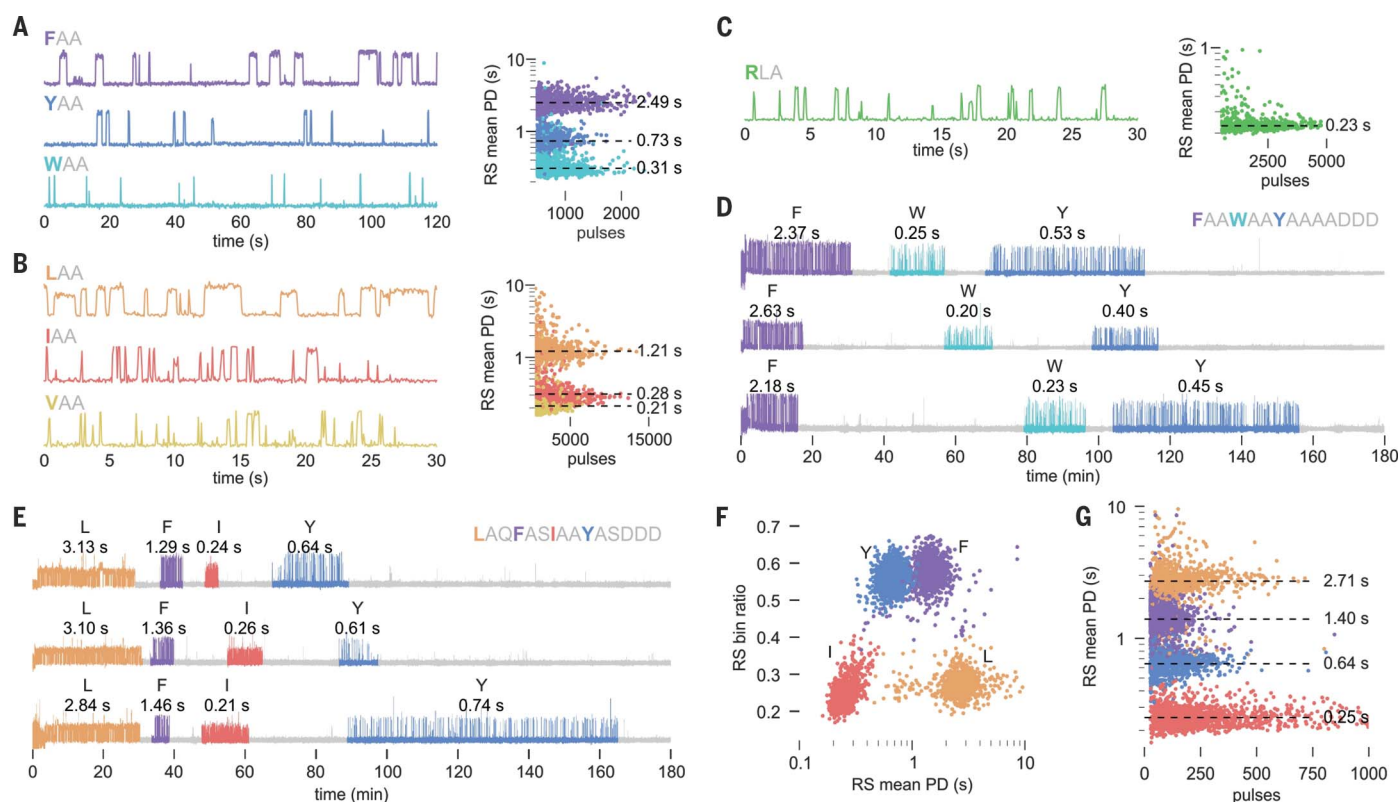 A
FAA
YAA
WAA
0 20 40 60 80 100 120
time (s)
RS mean PD (s)
10
1
2.49 s
0.73 s
0.31 s
1000 2000
pulses
B
LAA
IAA
VAA
0 5 10 15 20 25 30
time (s)
RS mean PD (s)
10
1
1.21 s
0.28 s
0.21 s
5000 15000
pulses
C
RLA
0 5 10 15 20 25 30
time (s)
RS mean PD (s)
1
0.23 s
2500 5000
pulses
D
FAAWAAYAAAADDD
F W Y
2.37 s 0.25 s 0.53 s
F W Y
2.63 s 0.20 s 0.40 s
F W Y
2.18 s 0.23 s 0.45 s
0 20 40 60 80 100 120 140 160 180
time (min)
E
LAQFASIAAYASDDD
L F I Y
3.13 s 1.29 s 0.24 s 0.64 s
L F I Y
3.10 s 1.36 s 0.26 s 0.61 s
L F I Y
2.84 s 1.46 s 0.21 s 0.74 s
0 20 40 60 80 100 120 140 160 180
time (min)
F
RS bin ratio
0.7
0.6
0.5
0.4
0.3
0.2
Y F
I L
0.1 1 10
RS mean PD (s)
G
RS mean PD (s)
10
1
2.71 s
1.40 s
0.64 s
0.25 s
0 250 500 750 1000
pulses